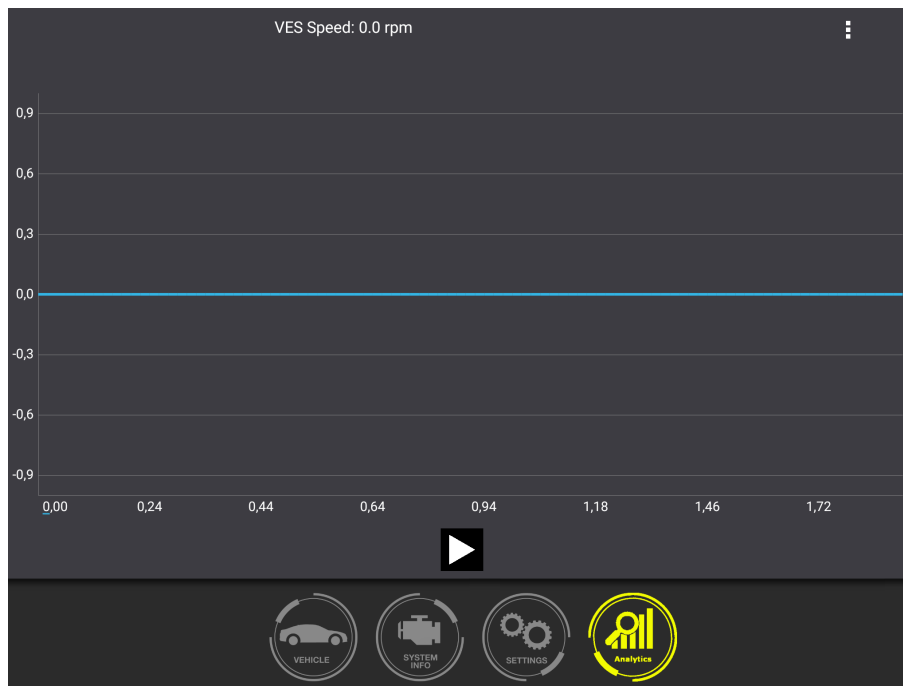 VES Speed: 0.0 rpm
0,9
0,6
0,3
0,0
-0,3
-0,6
-0,9
0,00 0,24 0,44 0,64 0,94 1,18 1,46 1,72
VEHICLE
SYSTEM
INFO
SETTINGS
Analytics